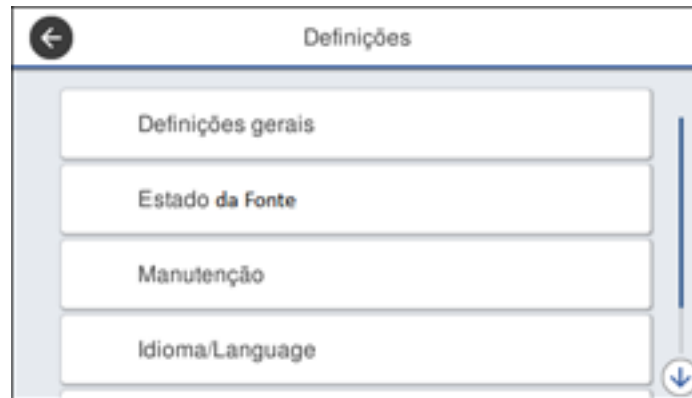 Definições
Definições gerais
Estado da Fonte
Manutenção
Idioma/Language